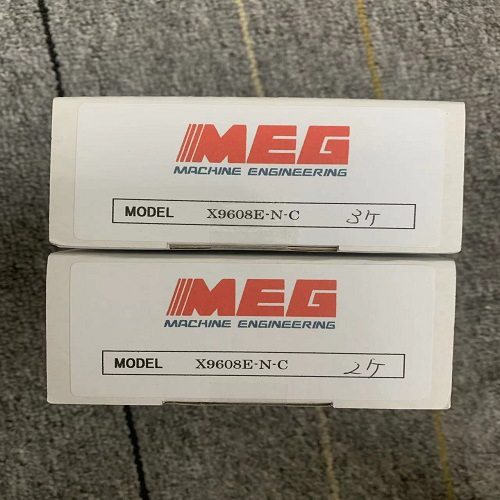 MEG
MACHINE ENGINEERING
MODEL X9608E-N-C 3ケ
MEG
MACHINE ENGINEERING
MODEL X9608E-N-C 2ケ